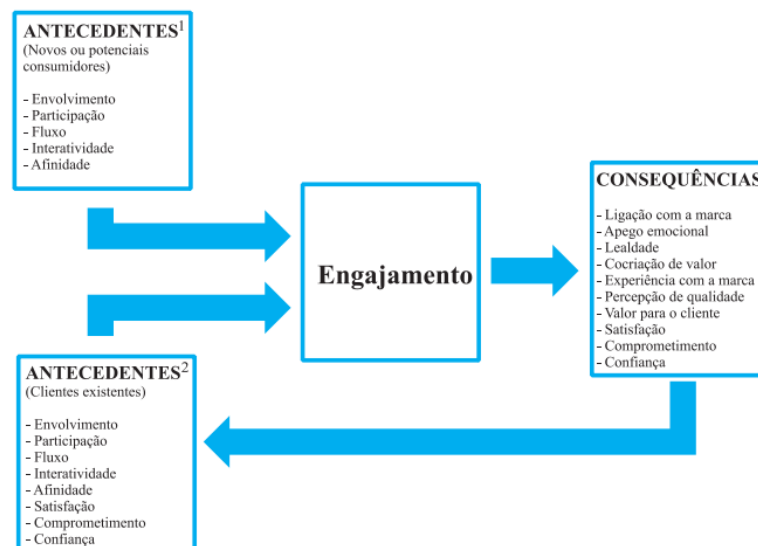 ANTECEDENTES¹
(Novos ou potenciais
consumidores)
- Envolvimento
- Participação
- Fluxo
- Interatividade
- Afinidade
Engajamento
CONSEQUÊNCIAS
- Ligação com a marca
- Apego emocional
- Lealdade
- Cocriação de valor
- Experiência com a marca
- Percepção de qualidade
- Valor para o cliente
- Satisfação
- Comprometimento
- Confiança
ANTECEDENTES²
(Clientes existentes)
- Envolvimento
- Participação
- Fluxo
- Interatividade
- Afinidade
- Satisfação
- Comprometimento
- Confiança